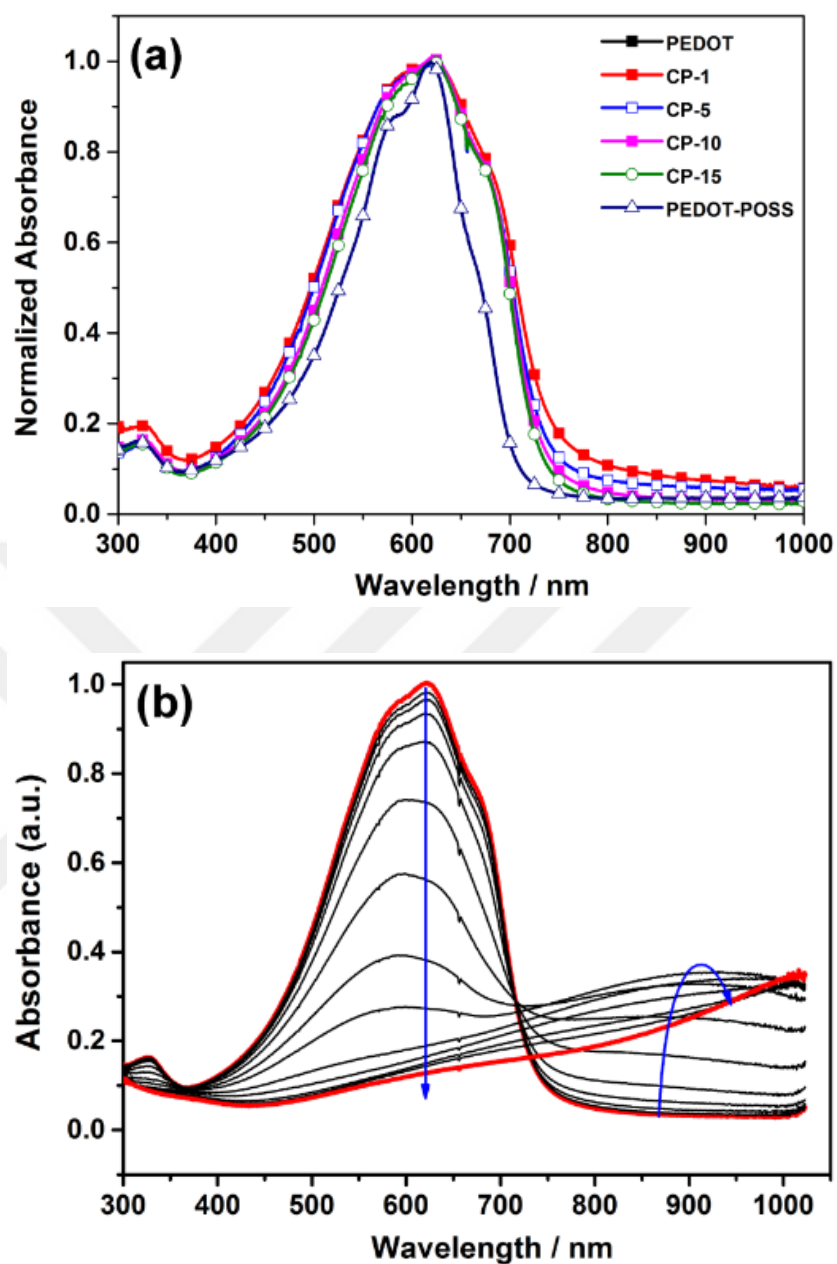 (a)
PEDOT
CP-1
CP-5
CP-10
CP-15
PEDOT-POSS
Normalized Absorbance
1.0
0.8
0.6
0.4
0.2
0.0
300 400 500 600 700 800 900 1000
Wavelength / nm
(b)
Absorbance (a.u.)
1.0
0.8
0.6
0.4
0.2
0.0
300 400 500 600 700 800 900 1000
Wavelength / nm